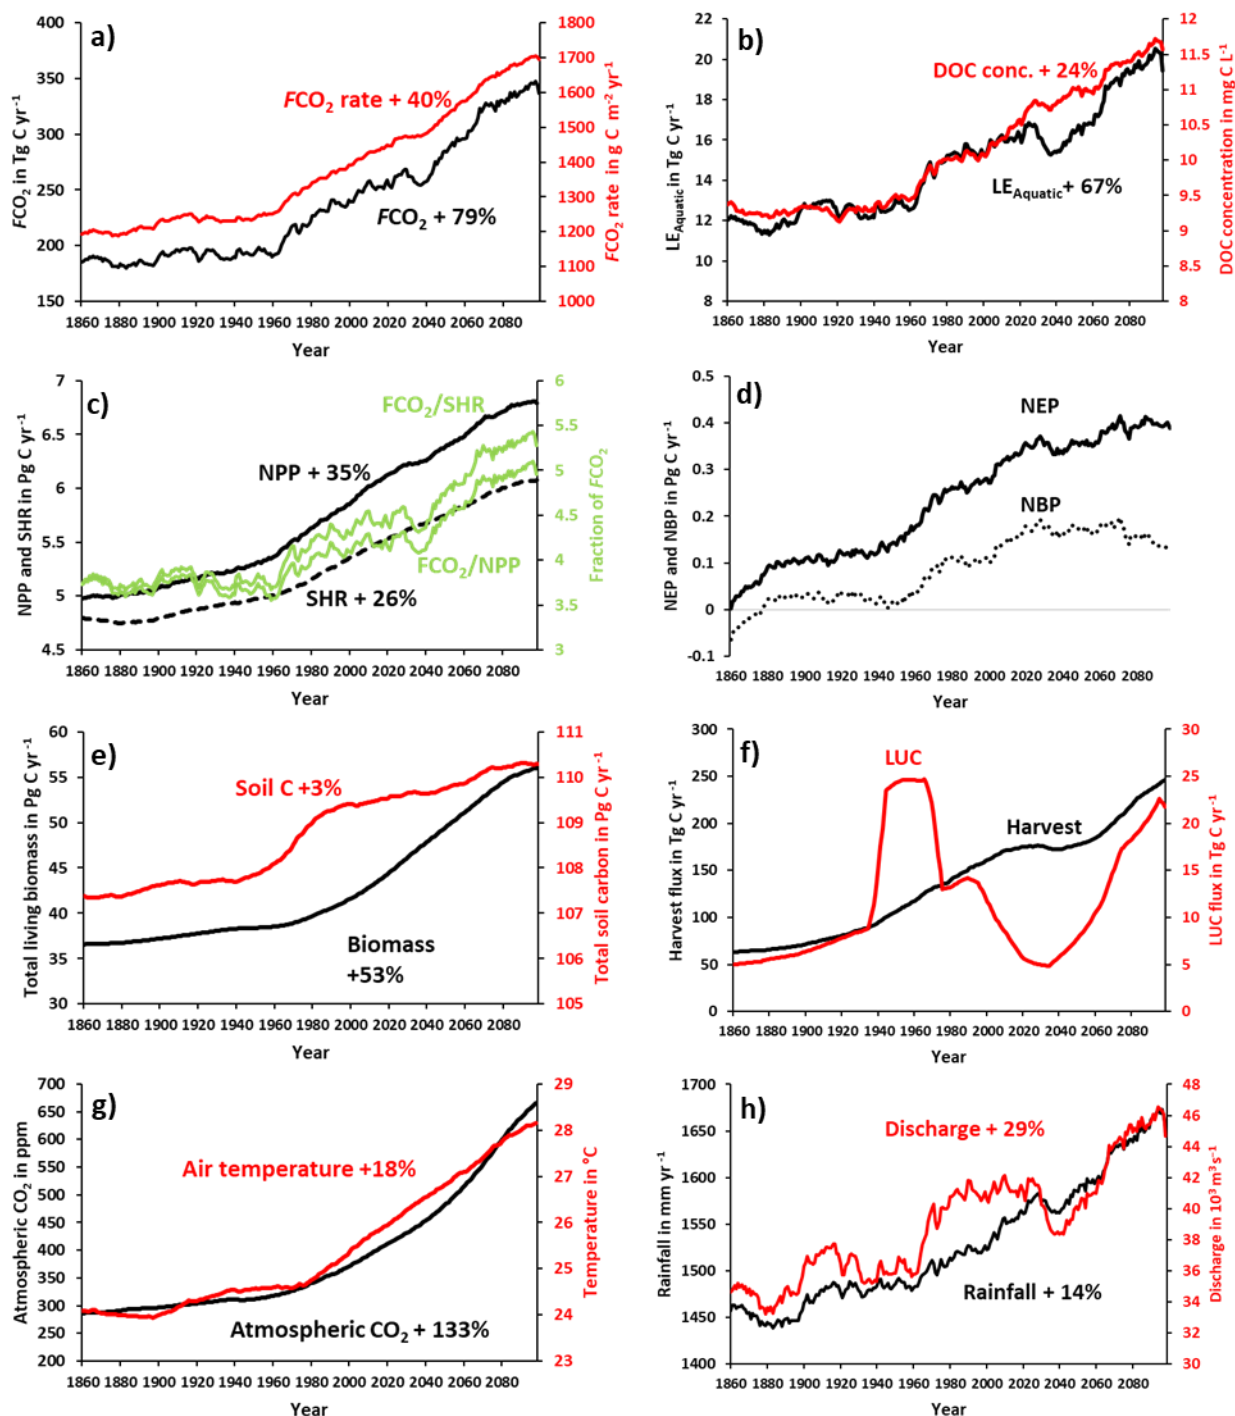 a)
FCO₂ in Tg C yr⁻¹
400
350
300
250
200
150
FCO₂ rate + 40%
FCO₂ + 79%
1800
1700
1600
1500
1400
1300
1200
1100
1000
FCO₂ rate in g C m⁻² yr⁻¹
1860 1880 1900 1920 1940 1960 1980 2000 2020 2040 2060 2080
Year
b)
LE_Aquatic in Tg C yr⁻¹
22
20
18
16
14
12
10
8
DOC conc. + 24%
LE_Aquatic + 67%
12
11.5
11
10.5
10
9.5
9
8.5
8
DOC concentration in mg C L⁻¹
1860 1880 1900 1920 1940 1960 1980 2000 2020 2040 2060 2080
Year
c)
NPP and SHR in Pg C yr⁻¹
7
6.5
6
5.5
5
4.5
FCO₂/SHR
NPP + 35%
FCO₂/NPP
SHR + 26%
6
5.5
5
4.5
4
3.5
3
Fraction of FCO₂
1860 1880 1900 1920 1940 1960 1980 2000 2020 2040 2060 2080
Year
d)
NEP and NBP in Pg C yr⁻¹
0.5
0.4
0.3
0.2
0.1
0
-0.1
NEP
NBP
1860 1880 1900 1920 1940 1960 1980 2000 2020 2040 2060 2080
Year
e)
Total living biomass in Pg C yr⁻¹
60
55
50
45
40
35
30
Soil C +3%
Biomass
+53%
111
110
109
108
107
106
105
Total soil carbon in Pg C yr⁻¹
1860 1880 1900 1920 1940 1960 1980 2000 2020 2040 2060 2080
Year
f)
Harvest flux in Tg C yr⁻¹
300
250
200
150
100
50
0
LUC
Harvest
30
25
20
15
10
5
0
LUC flux in Tg C yr⁻¹
1860 1880 1900 1920 1940 1960 1980 2000 2020 2040 2060 2080
Year
g)
Atmospheric CO₂ in ppm
700
650
600
550
500
450
400
350
300
250
200
Air temperature +18%
Atmospheric CO₂ + 133%
29
28
27
26
25
24
23
Temperature in °C
1860 1880 1900 1920 1940 1960 1980 2000 2020 2040 2060 2080
Year
h)
Rainfall in mm yr⁻¹
1700
1650
1600
1550
1500
1450
1400
Discharge + 29%
Rainfall + 14%
48
46
44
42
40
38
36
34
32
30
Discharge in 10³ m³ s⁻¹
1860 1880 1900 1920 1940 1960 1980 2000 2020 2040 2060 2080
Year